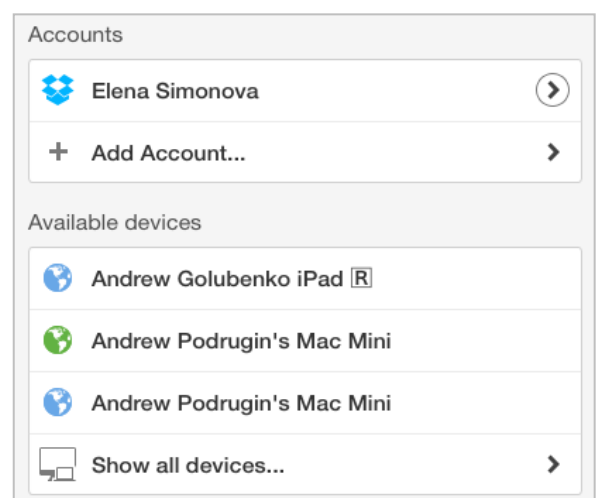 Accounts
Elena Simonova
Add Account...
Available devices
Andrew Golubenko iPad 🅁
Andrew Podrugin's Mac Mini
Andrew Podrugin's Mac Mini
Show all devices...